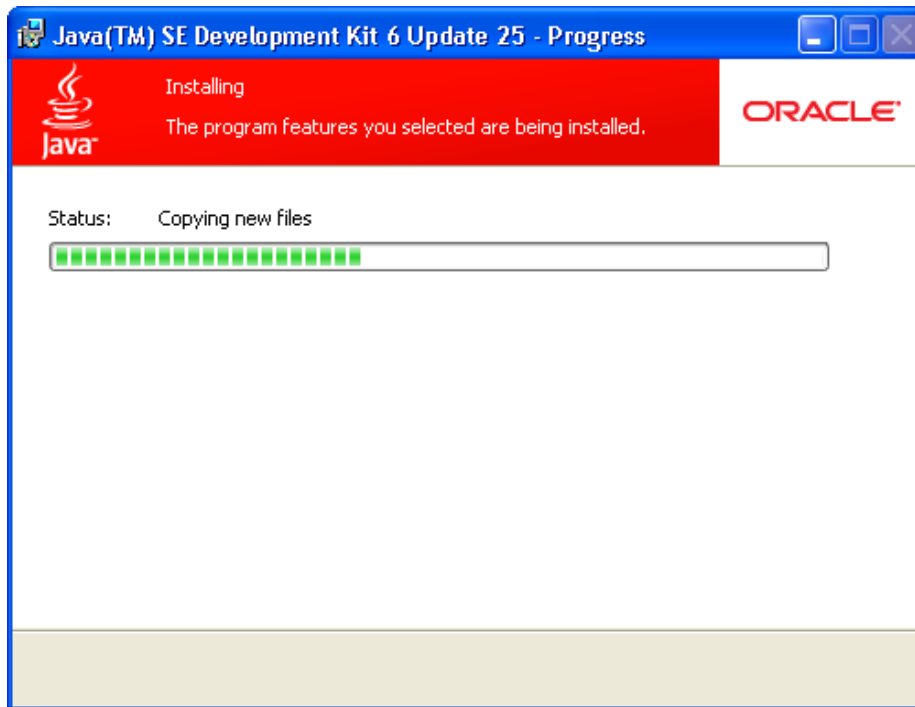 Java(TM) SE Development Kit 6 Update 25 - Progress
Installing
The program features you selected are being installed.
Java™
ORACLE®
Status: Copying new files